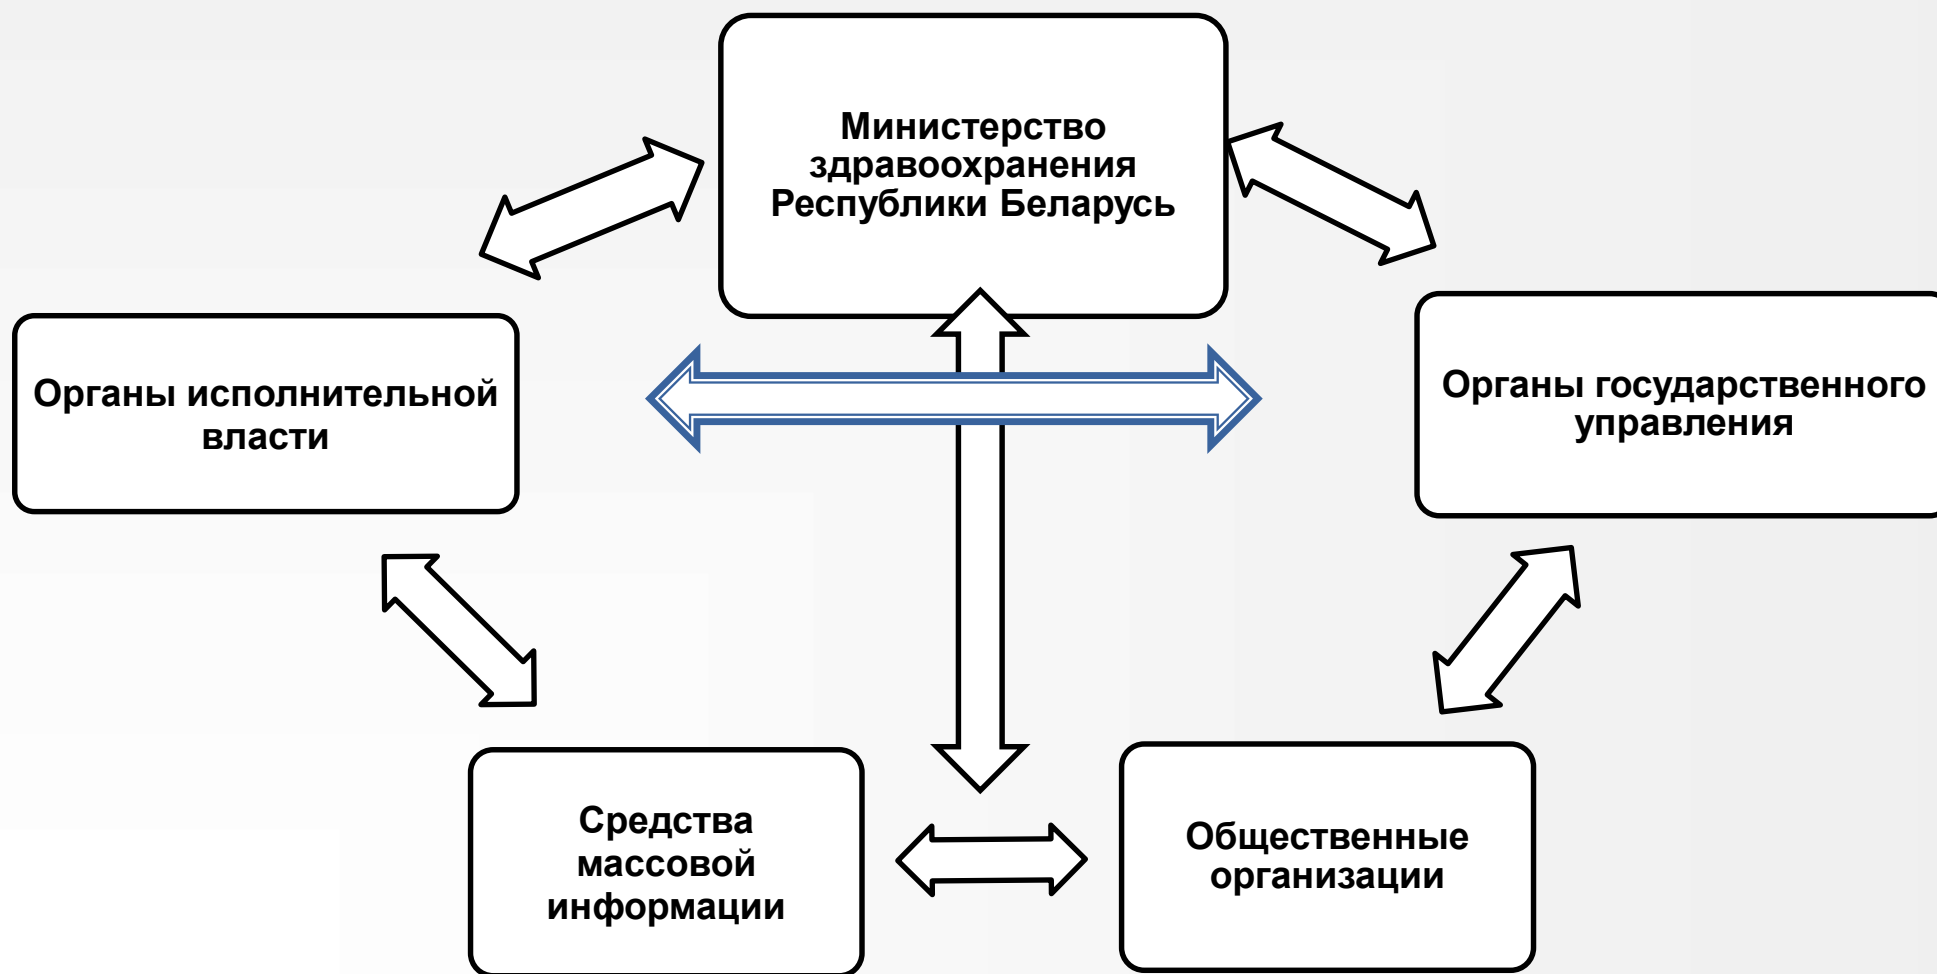 Министерство
здравоохранения
Республики Беларусь
Органы исполнительной
власти
Органы государственного
управления
Средства
массовой
информации
Общественные
организации